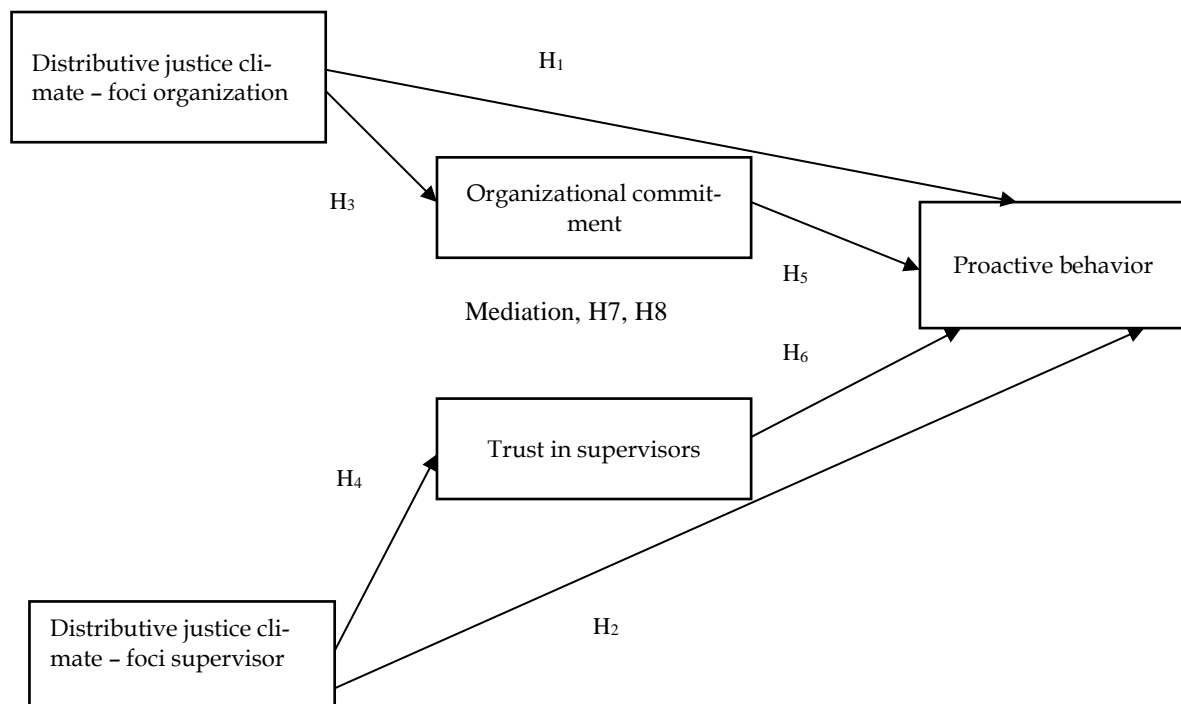 Distributive justice cli-
mate – foci organization
H₁
H₃
Organizational commit-
ment
H₅
Proactive behavior
Mediation, H7, H8
H₆
Trust in supervisors
H₄
H₂
Distributive justice cli-
mate – foci supervisor